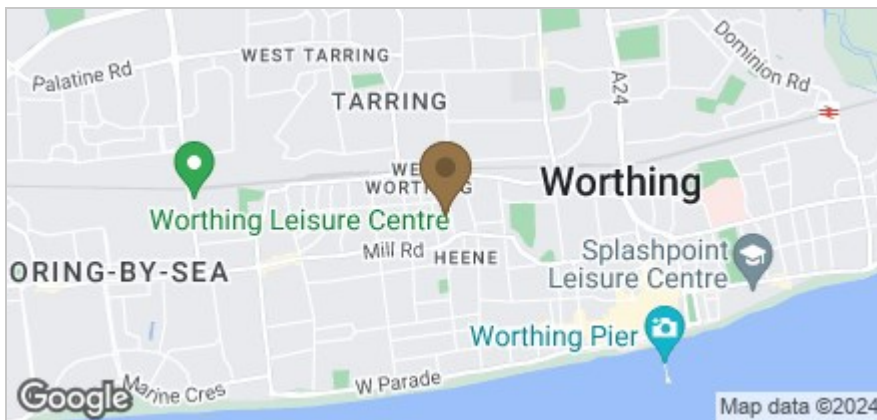 Palatine Rd
WEST TARRING
TARRING
A24
Dominion Rd
WORTHING
Worthing
Worthing Leisure Centre
Mill Rd
HEENE
ORING-BY-SEA
Splashpoint
Leisure Centre
Worthing Pier
Marine Cres
W Parade
Google
Map data ©2024